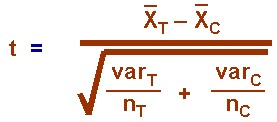 t = (X̄_T − X̄_C) / √(var_T / n_T + var_C / n_C)